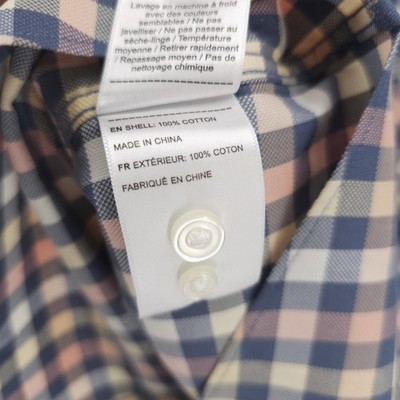 Lavage en machine à froid
avec des couleurs
semblables / Ne pas
javelliser / Ne pas passer au
sèche-linge / Température
moyenne / Retirer rapidement
/ Repassage moyen / Pas de
nettoyage chimique
EN SHELL: 100% COTTON
MADE IN CHINA
FR EXTÉRIEUR: 100% COTON
FABRIQUÉ EN CHINE